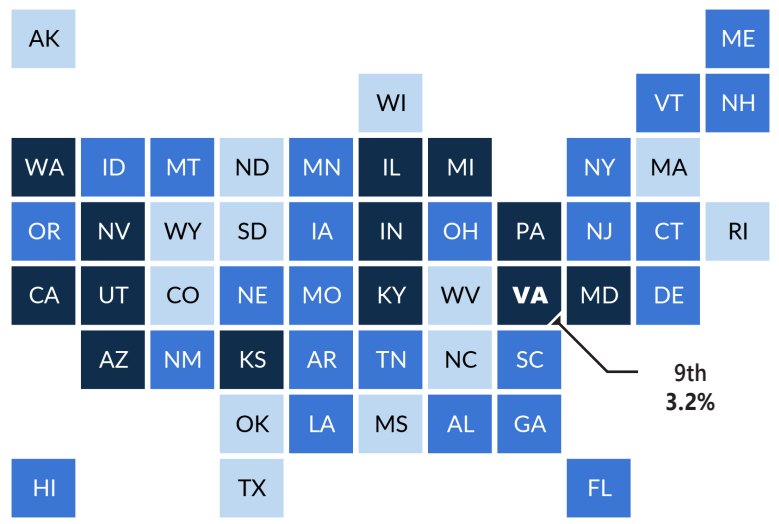 AK ME
WI VT NH
WA ID MT ND MN IL MI NY MA
OR NV WY SD IA IN OH PA NJ CT RI
CA UT CO NE MO KY WV VA MD DE
AZ NM KS AR TN NC SC
9th
3.2%
OK LA MS AL GA
HI TX FL